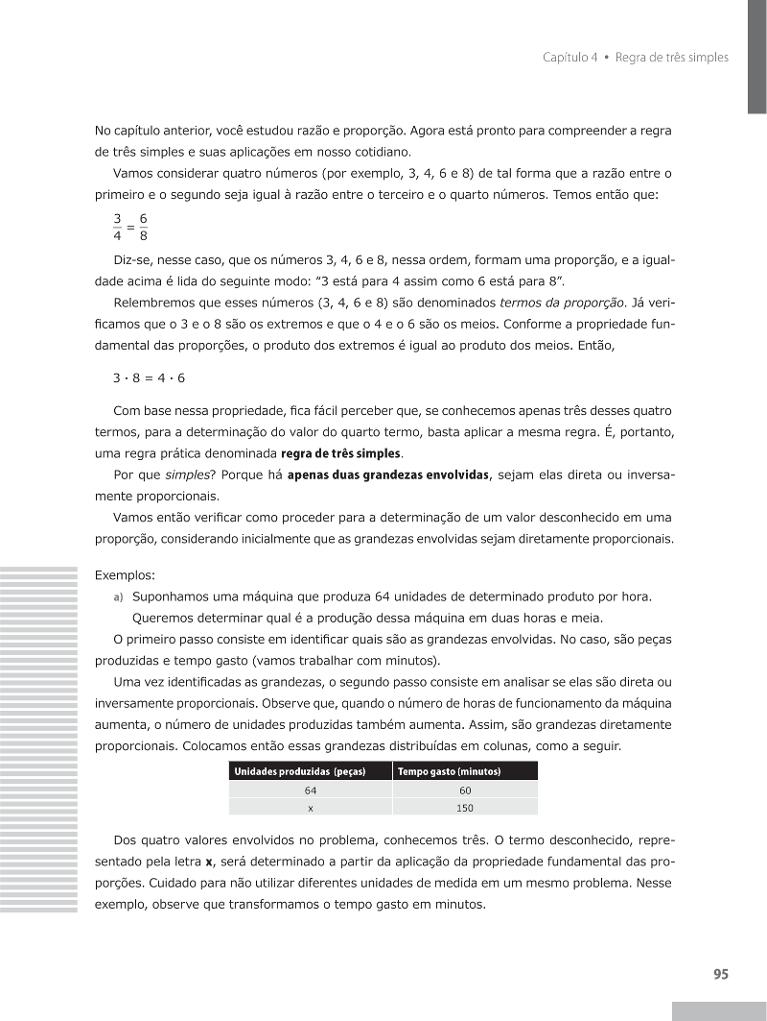 Capítulo 4 • Regra de três simples
No capítulo anterior, você estudou razão e proporção. Agora está pronto para compreender a regra
de três simples e suas aplicações em nosso cotidiano.
Vamos considerar quatro números (por exemplo, 3, 4, 6 e 8) de tal forma que a razão entre o
primeiro e o segundo seja igual à razão entre o terceiro e o quarto números. Temos então que:
3/4 = 6/8
Diz-se, nesse caso, que os números 3, 4, 6 e 8, nessa ordem, formam uma proporção, e a igual-
dade acima é lida do seguinte modo: “3 está para 4 assim como 6 está para 8”.
Relembremos que esses números (3, 4, 6 e 8) são denominados termos da proporção. Já veri-
ficamos que o 3 e o 8 são os extremos e que o 4 e o 6 são os meios. Conforme a propriedade fun-
damental das proporções, o produto dos extremos é igual ao produto dos meios. Então,
3 · 8 = 4 · 6
Com base nessa propriedade, fica fácil perceber que, se conhecemos apenas três desses quatro
termos, para a determinação do valor do quarto termo, basta aplicar a mesma regra. É, portanto,
uma regra prática denominada regra de três simples.
Por que simples? Porque há apenas duas grandezas envolvidas, sejam elas direta ou inversa-
mente proporcionais.
Vamos então verificar como proceder para a determinação de um valor desconhecido em uma
proporção, considerando inicialmente que as grandezas envolvidas sejam diretamente proporcionais.
Exemplos:
a) Suponhamos uma máquina que produza 64 unidades de determinado produto por hora.
Queremos determinar qual é a produção dessa máquina em duas horas e meia.
O primeiro passo consiste em identificar quais são as grandezas envolvidas. No caso, são peças
produzidas e tempo gasto (vamos trabalhar com minutos).
Uma vez identificadas as grandezas, o segundo passo consiste em analisar se elas são direta ou
inversamente proporcionais. Observe que, quando o número de horas de funcionamento da máquina
aumenta, o número de unidades produzidas também aumenta. Assim, são grandezas diretamente
proporcionais. Colocamos então essas grandezas distribuídas em colunas, como a seguir.
Unidades produzidas (peças) Tempo gasto (minutos)
64 60
x 150
Dos quatro valores envolvidos no problema, conhecemos três. O termo desconhecido, repre-
sentado pela letra x, será determinado a partir da aplicação da propriedade fundamental das pro-
porções. Cuidado para não utilizar diferentes unidades de medida em um mesmo problema. Nesse
exemplo, observe que transformamos o tempo gasto em minutos.
95